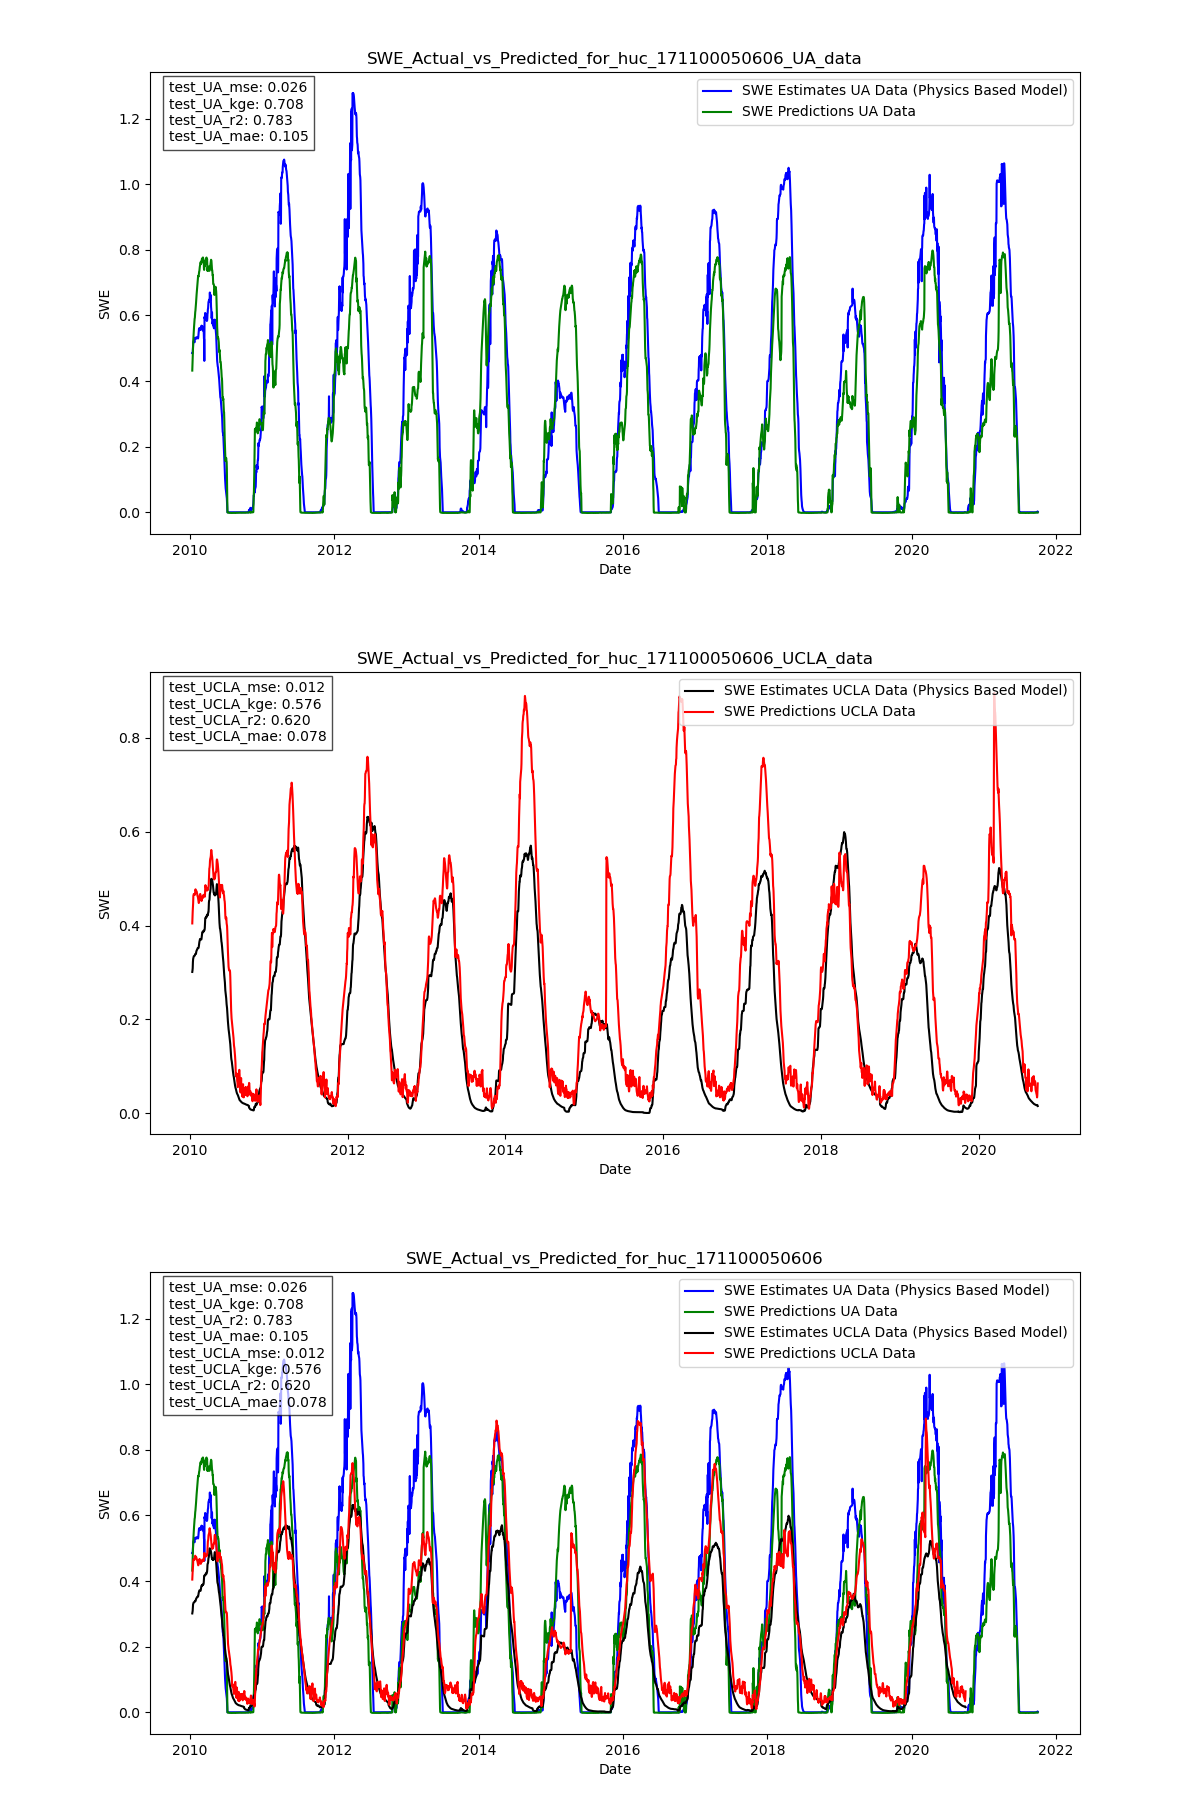 SWE_Actual_vs_Predicted_for_huc_171100050606_UA_data
test_UA_mse: 0.026
test_UA_kge: 0.708
test_UA_r2: 0.783
test_UA_mae: 0.105
SWE Estimates UA Data (Physics Based Model)
SWE Predictions UA Data
SWE
1.2
1.0
0.8
0.6
0.4
0.2
0.0
2010 2012 2014 2016 2018 2020 2022
Date
SWE_Actual_vs_Predicted_for_huc_171100050606_UCLA_data
test_UCLA_mse: 0.012
test_UCLA_kge: 0.576
test_UCLA_r2: 0.620
test_UCLA_mae: 0.078
SWE Estimates UCLA Data (Physics Based Model)
SWE Predictions UCLA Data
SWE
0.8
0.6
0.4
0.2
0.0
2010 2012 2014 2016 2018 2020
Date
SWE_Actual_vs_Predicted_for_huc_171100050606
test_UA_mse: 0.026
test_UA_kge: 0.708
test_UA_r2: 0.783
test_UA_mae: 0.105
test_UCLA_mse: 0.012
test_UCLA_kge: 0.576
test_UCLA_r2: 0.620
test_UCLA_mae: 0.078
SWE Estimates UA Data (Physics Based Model)
SWE Predictions UA Data
SWE Estimates UCLA Data (Physics Based Model)
SWE Predictions UCLA Data
SWE
1.2
1.0
0.8
0.6
0.4
0.2
0.0
2010 2012 2014 2016 2018 2020 2022
Date